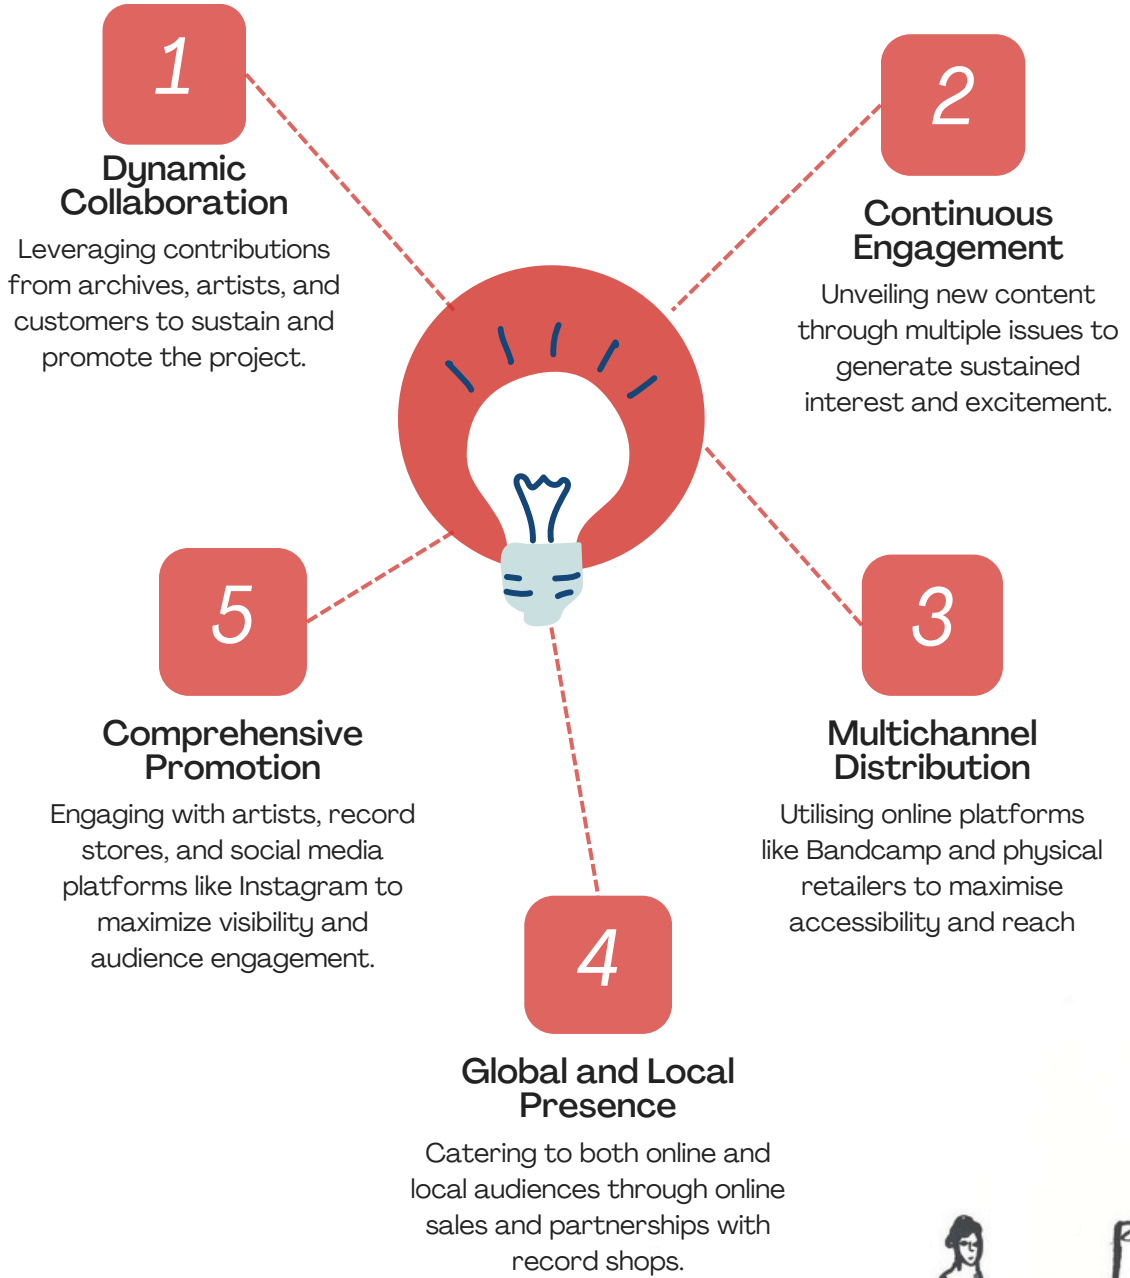 1
Dynamic
Collaboration
Leveraging contributions
from archives, artists, and
customers to sustain and
promote the project.
2
Continuous
Engagement
Unveiling new content
through multiple issues to
generate sustained
interest and excitement.
3
Multichannel
Distribution
Utilising online platforms
like Bandcamp and physical
retailers to maximise
accessibility and reach
4
Global and Local
Presence
Catering to both online and
local audiences through online
sales and partnerships with
record shops.
5
Comprehensive
Promotion
Engaging with artists, record
stores, and social media
platforms like Instagram to
maximize visibility and
audience engagement.